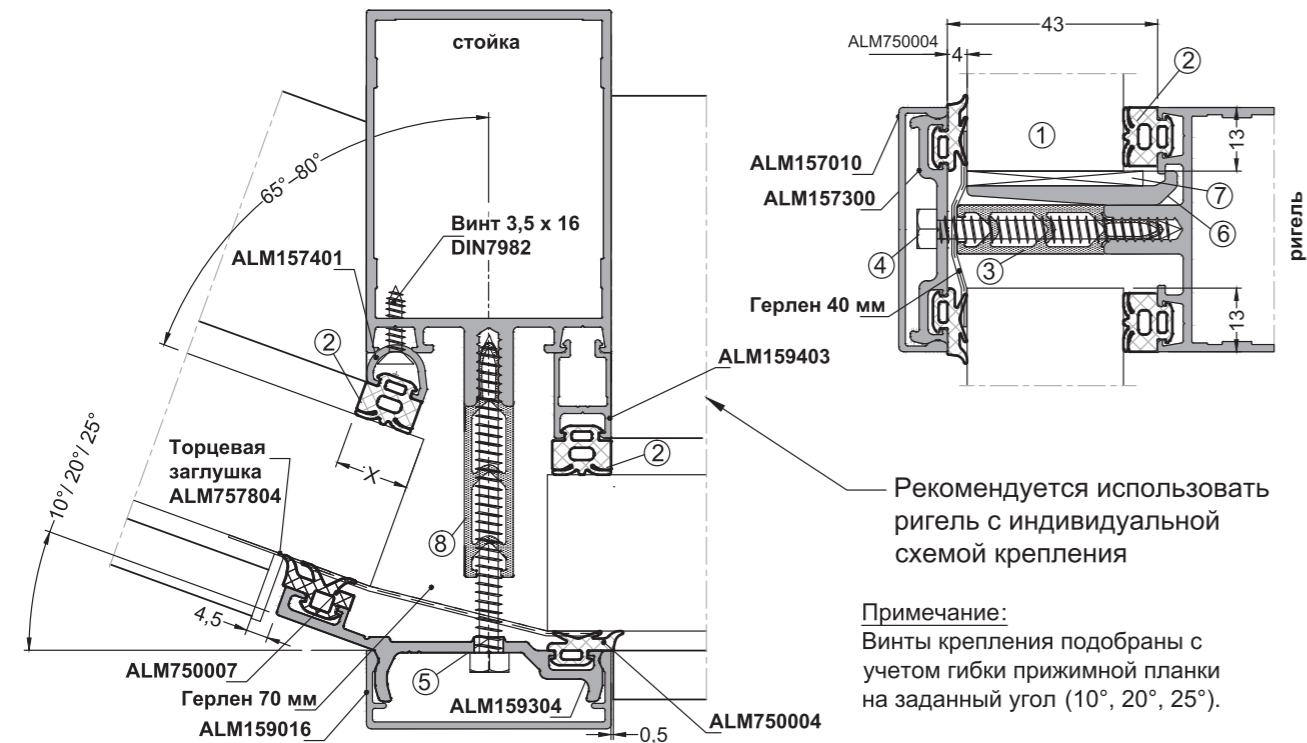 стойка
65°–80°
Винт 3,5 x 16
DIN7982
ALM157401
②
X.
Торцевая
заглушка
ALM757804
10°/ 20°/ 25°
4,5
⑧
ALM159403
②
ALM750007
Герлен 70 мм
ALM159016
⑤
ALM159304
ALM750004
0,5
43
ALM750004
4
②
①
13
ALM157010
ALM157300
⑦
⑥
④
③
ригель
Герлен 40 мм
13
Рекомендуется использовать
ригель с индивидуальной
схемой крепления
Примечание:
Винты крепления подобраны с
учетом гибки прижимной планки
на заданный угол (10°, 20°, 25°).